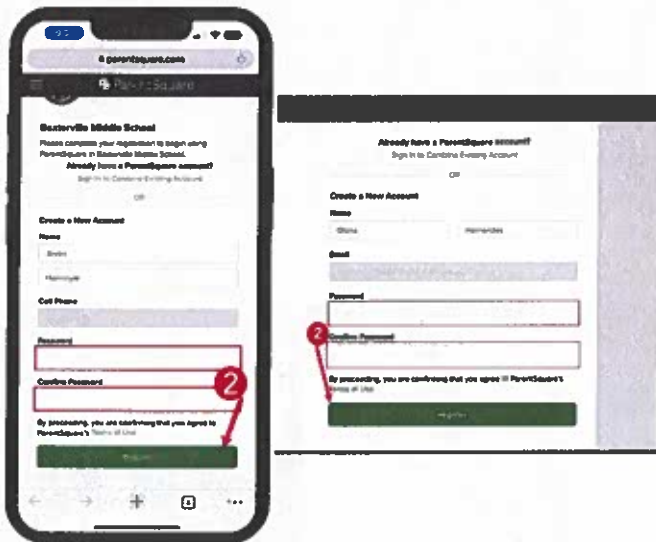 parentsquare.com
ParentSquare
Baxterville Middle School
Please complete your registration to begin using
ParentSquare in Baxterville Middle School.
Already have a ParentSquare account?
Sign In to Combine Existing Account
OR
Create a New Account
Name
Cell Phone
Password
Confirm Password
2
By proceeding, you are confirming that you agree to
ParentSquare's Terms of Use
Register
Already have a ParentSquare account?
Sign In to Combine Existing Account
OR
Create a New Account
Name
Hernandez
Email
Password
2
Confirm Password
By proceeding, you are confirming that you agree to ParentSquare's
Terms of Use
Register